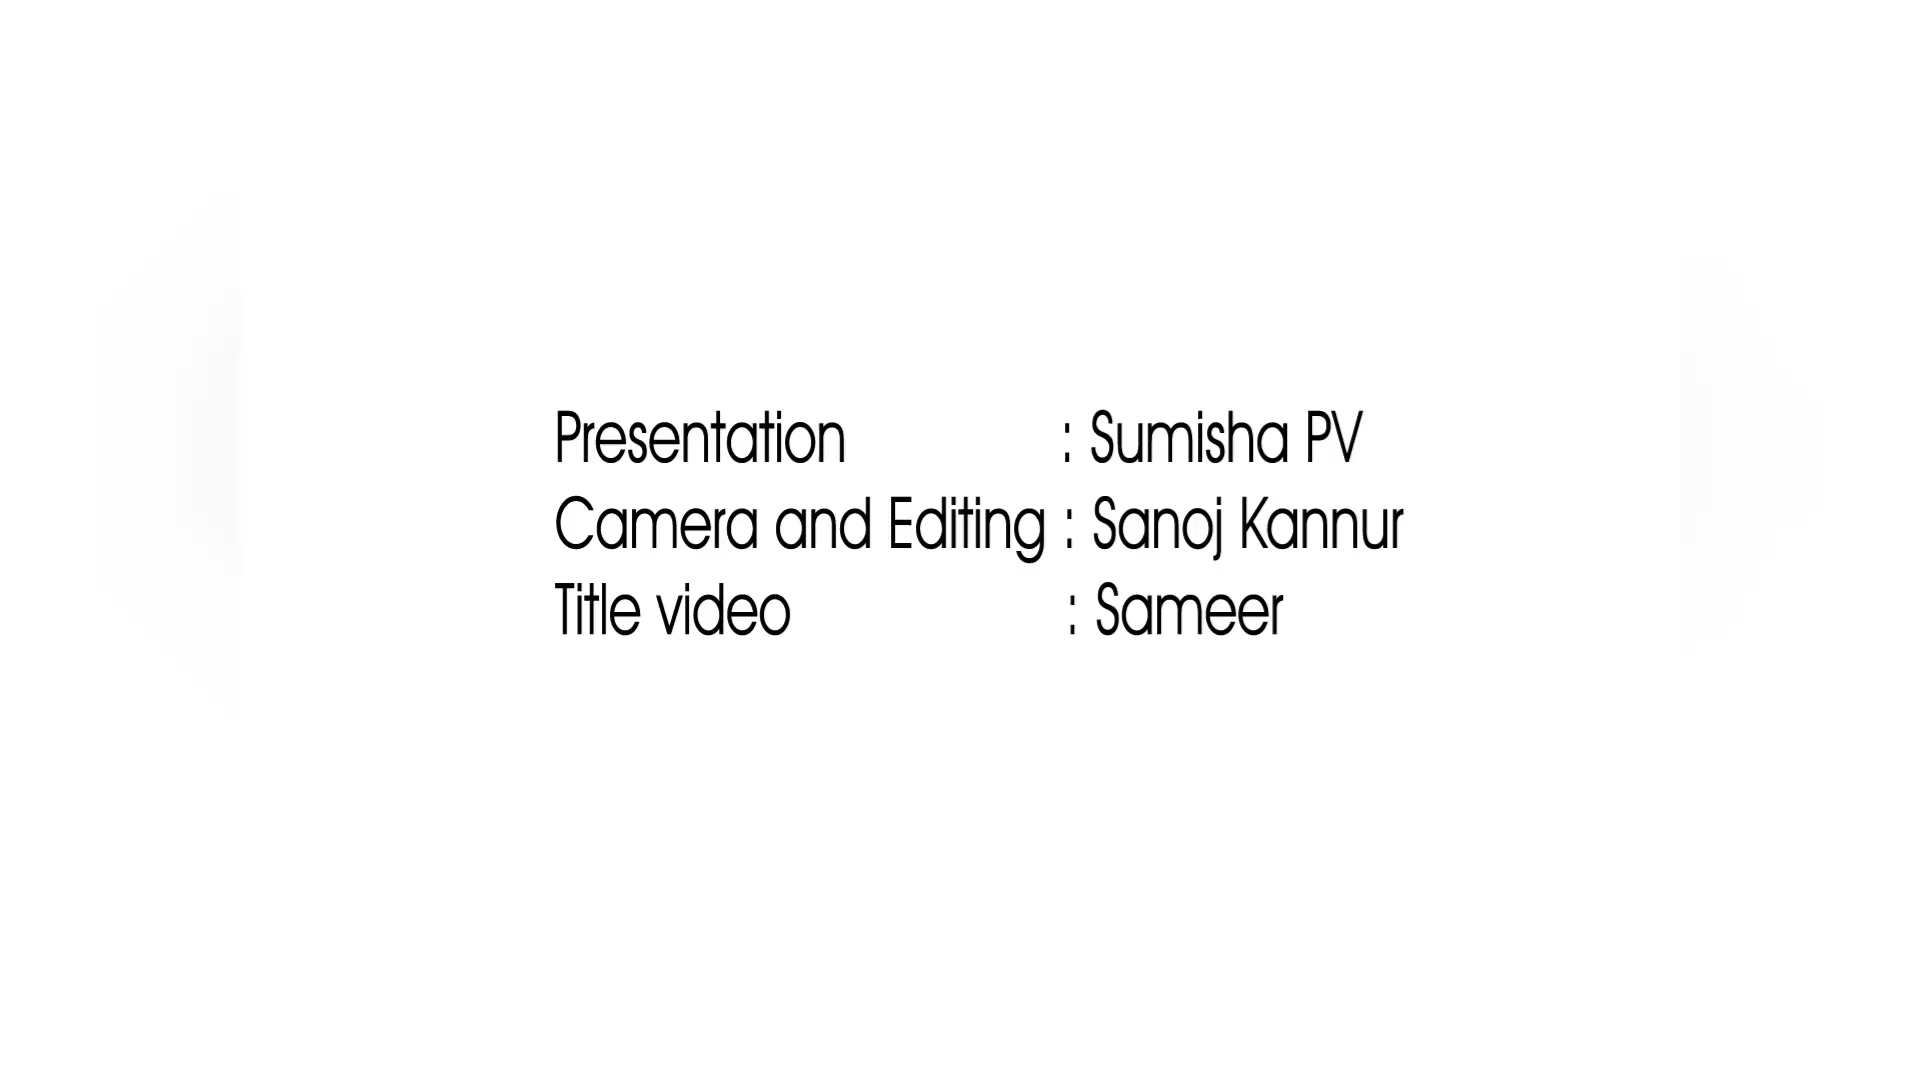 Presentation : Sumisha PV
Camera and Editing : Sanoj Kannur
Title video : Sameer